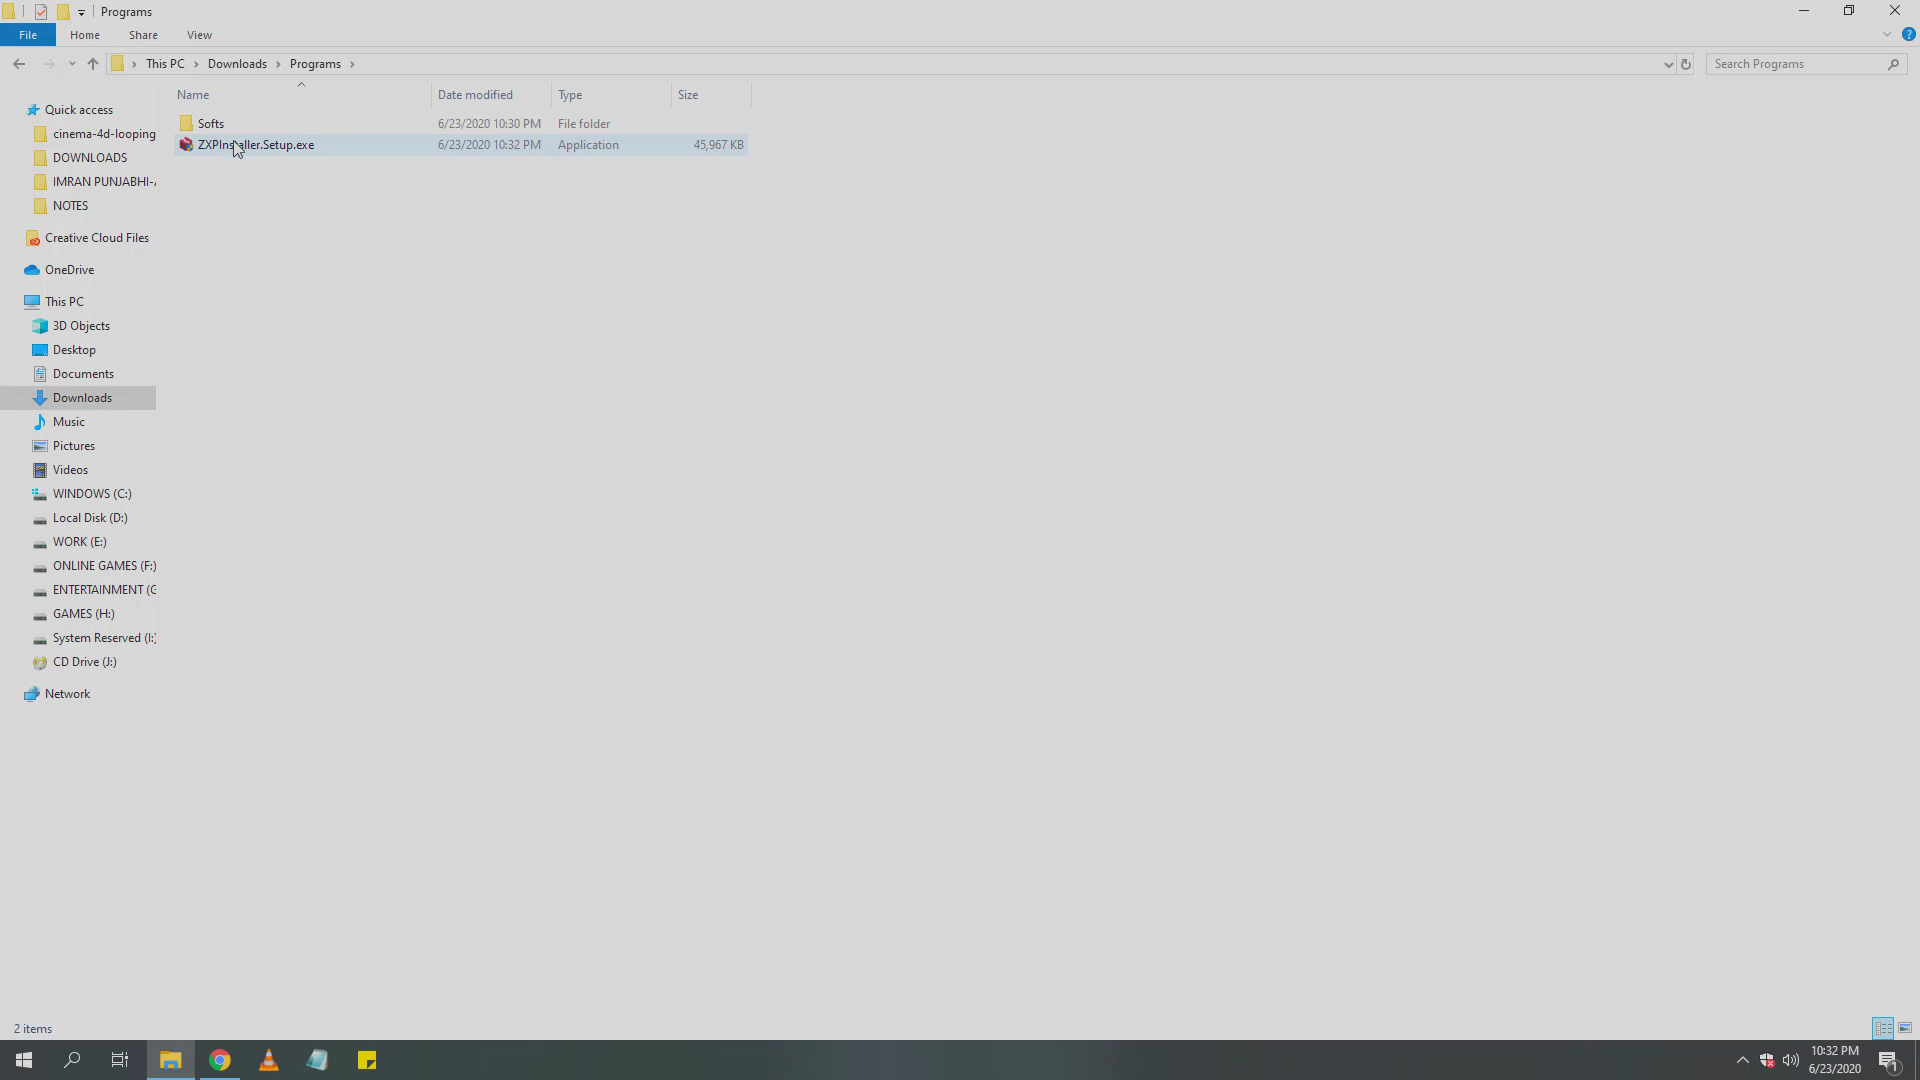 Programs
File Home Share View
This PC Downloads Programs
Search Programs
Name Date modified Type Size
Softs 6/23/2020 10:30 PM File folder
ZXPInstaller.Setup.exe 6/23/2020 10:32 PM Application 45,967 KB
Quick access
cinema-4d-looping
DOWNLOADS
IMRAN PUNJABHI-
NOTES
Creative Cloud Files
OneDrive
This PC
3D Objects
Desktop
Documents
Downloads
Music
Pictures
Videos
WINDOWS (C:)
Local Disk (D:)
WORK (E:)
ONLINE GAMES (F:)
ENTERTAINMENT (G
GAMES (H:)
System Reserved (I:)
CD Drive (J:)
Network
2 items
10:32 PM
6/23/2020
1